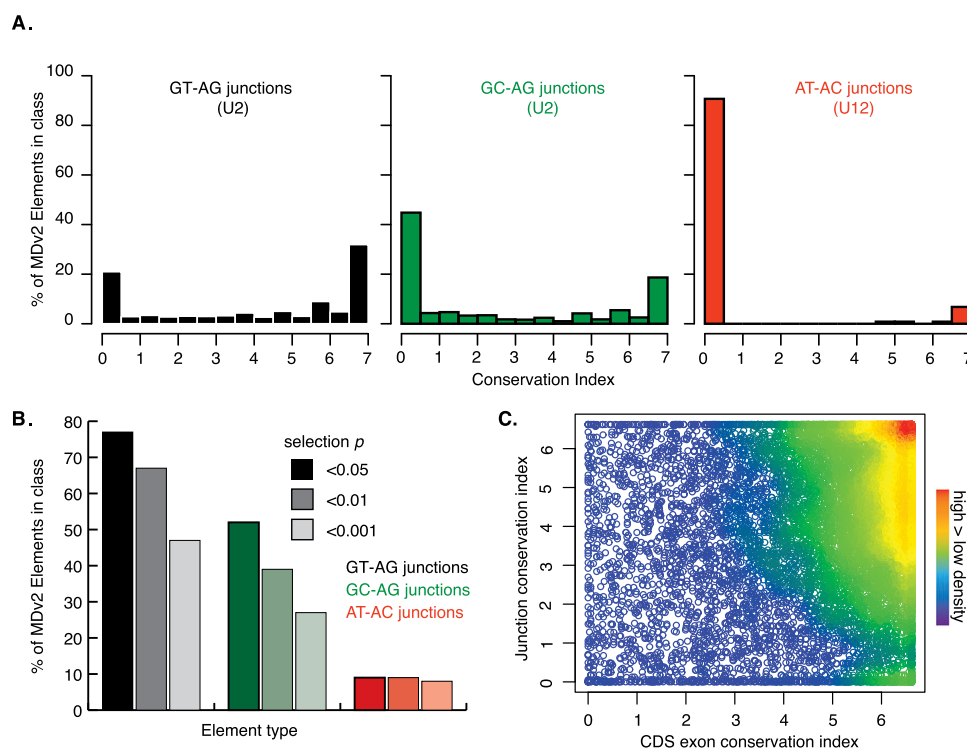 A.
% of MDv2 Elements in class
100
80
60
40
20
0
GT-AG junctions
(U2)
GC-AG junctions
(U2)
AT-AC junctions
(U12)
0 1 2 3 4 5 6 7
0 1 2 3 4 5 6 7
0 1 2 3 4 5 6 7
Conservation Index
B.
% of MDv2 Elements in class
80
70
60
50
40
30
20
10
0
selection p
<0.05
<0.01
<0.001
GT-AG junctions
GC-AG junctions
AT-AC junctions
Element type
C.
Junction conservation index
6
5
4
3
2
1
0
0 1 2 3 4 5 6
CDS exon conservation index
high > low density